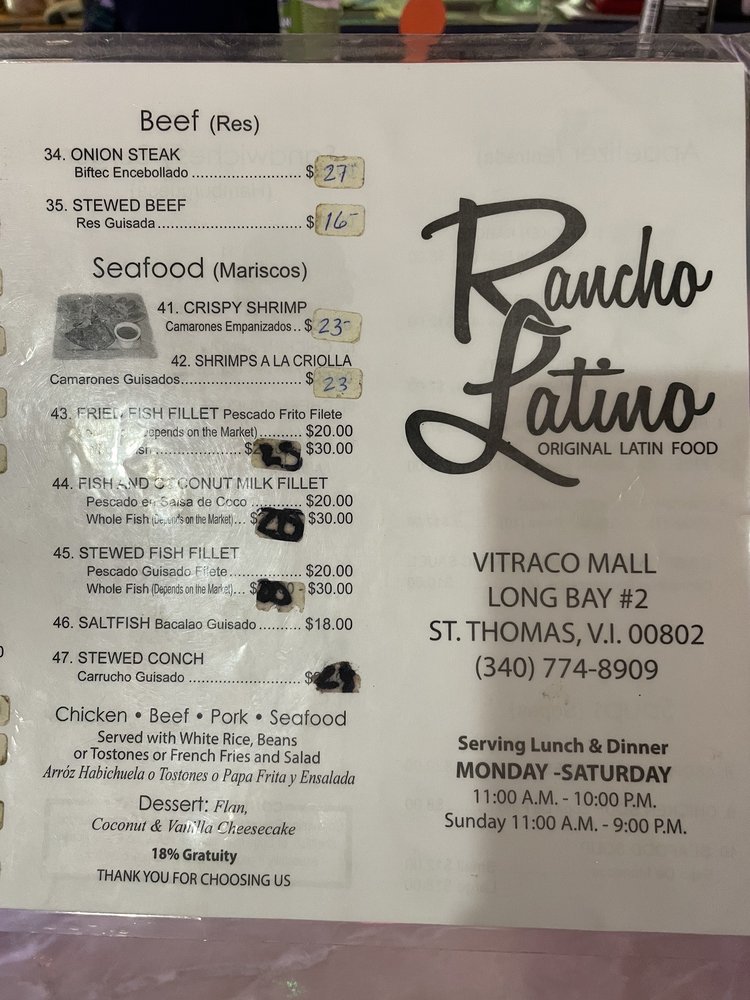 Beef (Res)
34. ONION STEAK
Biftec Encebollado ........................... $ 27-
35. STEWED BEEF
Res Guisada.................................... $ 16-
Seafood (Mariscos)
41. CRISPY SHRIMP
Camarones Empanizados.. $ 23-
42. SHRIMPS A LA CRIOLLA
Camarones Guisados............................... $ 23
43. FRIED FISH FILLET Pescado Frito Filete
(Depends on the Market).......... $20.00
$30.00
44. FISH AND COCONUT MILK FILLET
Pescado en Salsa de Coco ............. $20.00
Whole Fish (Depends on the Market)... $ $30.00
45. STEWED FISH FILLET
Pescado Guisado Filete................. $20.00
Whole Fish (Depends on the Market)... $ - $30.00
46. SALTFISH Bacalao Guisado .......... $18.00
47. STEWED CONCH
Carrucho Guisado ............................ $
Chicken • Beef • Pork • Seafood
Served with White Rice, Beans
or Tostones or French Fries and Salad
Arróz Habichuela o Tostones o Papa Frita y Ensalada
Dessert: Flan,
Coconut & Vanilla Cheesecake
18% Gratuity
THANK YOU FOR CHOOSING US
Rancho
Latino
ORIGINAL LATIN FOOD
VITRACO MALL
LONG BAY #2
ST. THOMAS, V.I. 00802
(340) 774-8909
Serving Lunch & Dinner
MONDAY -SATURDAY
11:00 A.M. - 10:00 P.M.
Sunday 11:00 A.M. - 9:00 P.M.